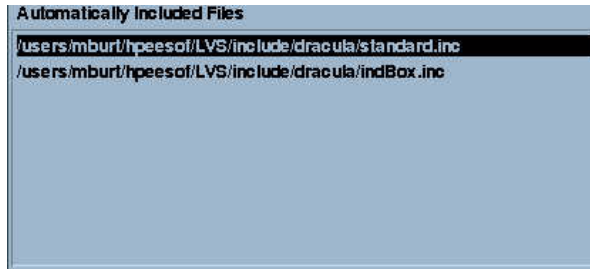 Automatically Included Files
/users/mburt/hpeesof/LVS/include/dracula/standard.inc
/users/mburt/hpeesof/LVS/include/dracula/indBox.inc